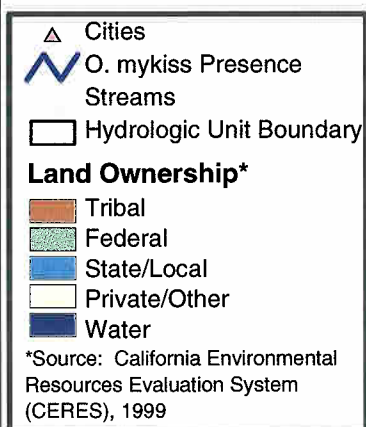 Cities
O. mykiss Presence
Streams
Hydrologic Unit Boundary
Land Ownership*
Tribal
Federal
State/Local
Private/Other
Water
*Source: California Environmental
Resources Evaluation System
(CERES), 1999